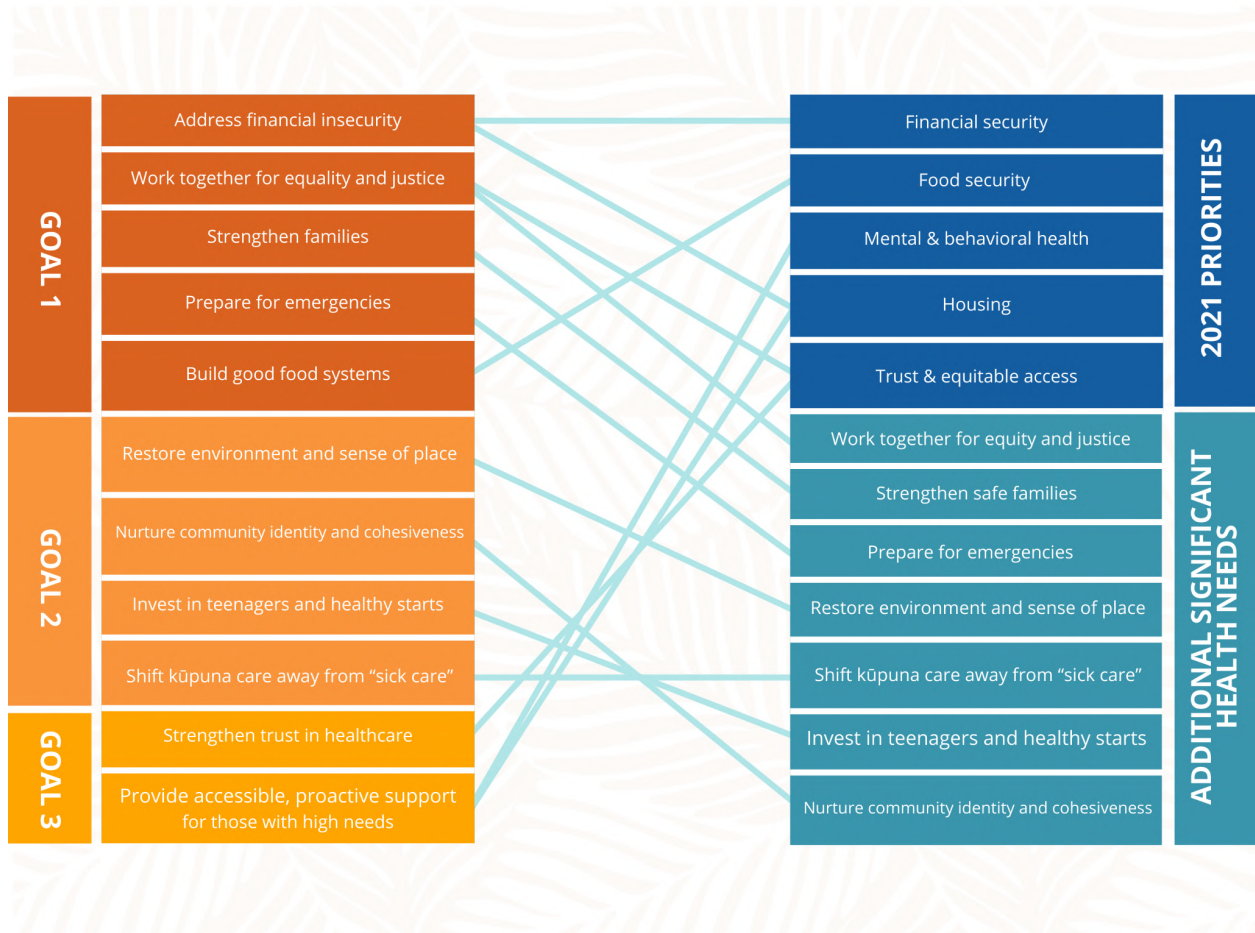 GOAL 1
Address financial insecurity
Work together for equality and justice
Strengthen families
Prepare for emergencies
Build good food systems
GOAL 2
Restore environment and sense of place
Nurture community identity and cohesiveness
Invest in teenagers and healthy starts
Shift kūpuna care away from “sick care”
GOAL 3
Strengthen trust in healthcare
Provide accessible, proactive support
for those with high needs
2021 PRIORITIES
Financial security
Food security
Mental & behavioral health
Housing
Trust & equitable access
ADDITIONAL SIGNIFICANT
HEALTH NEEDS
Work together for equity and justice
Strengthen safe families
Prepare for emergencies
Restore environment and sense of place
Shift kūpuna care away from “sick care”
Invest in teenagers and healthy starts
Nurture community identity and cohesiveness